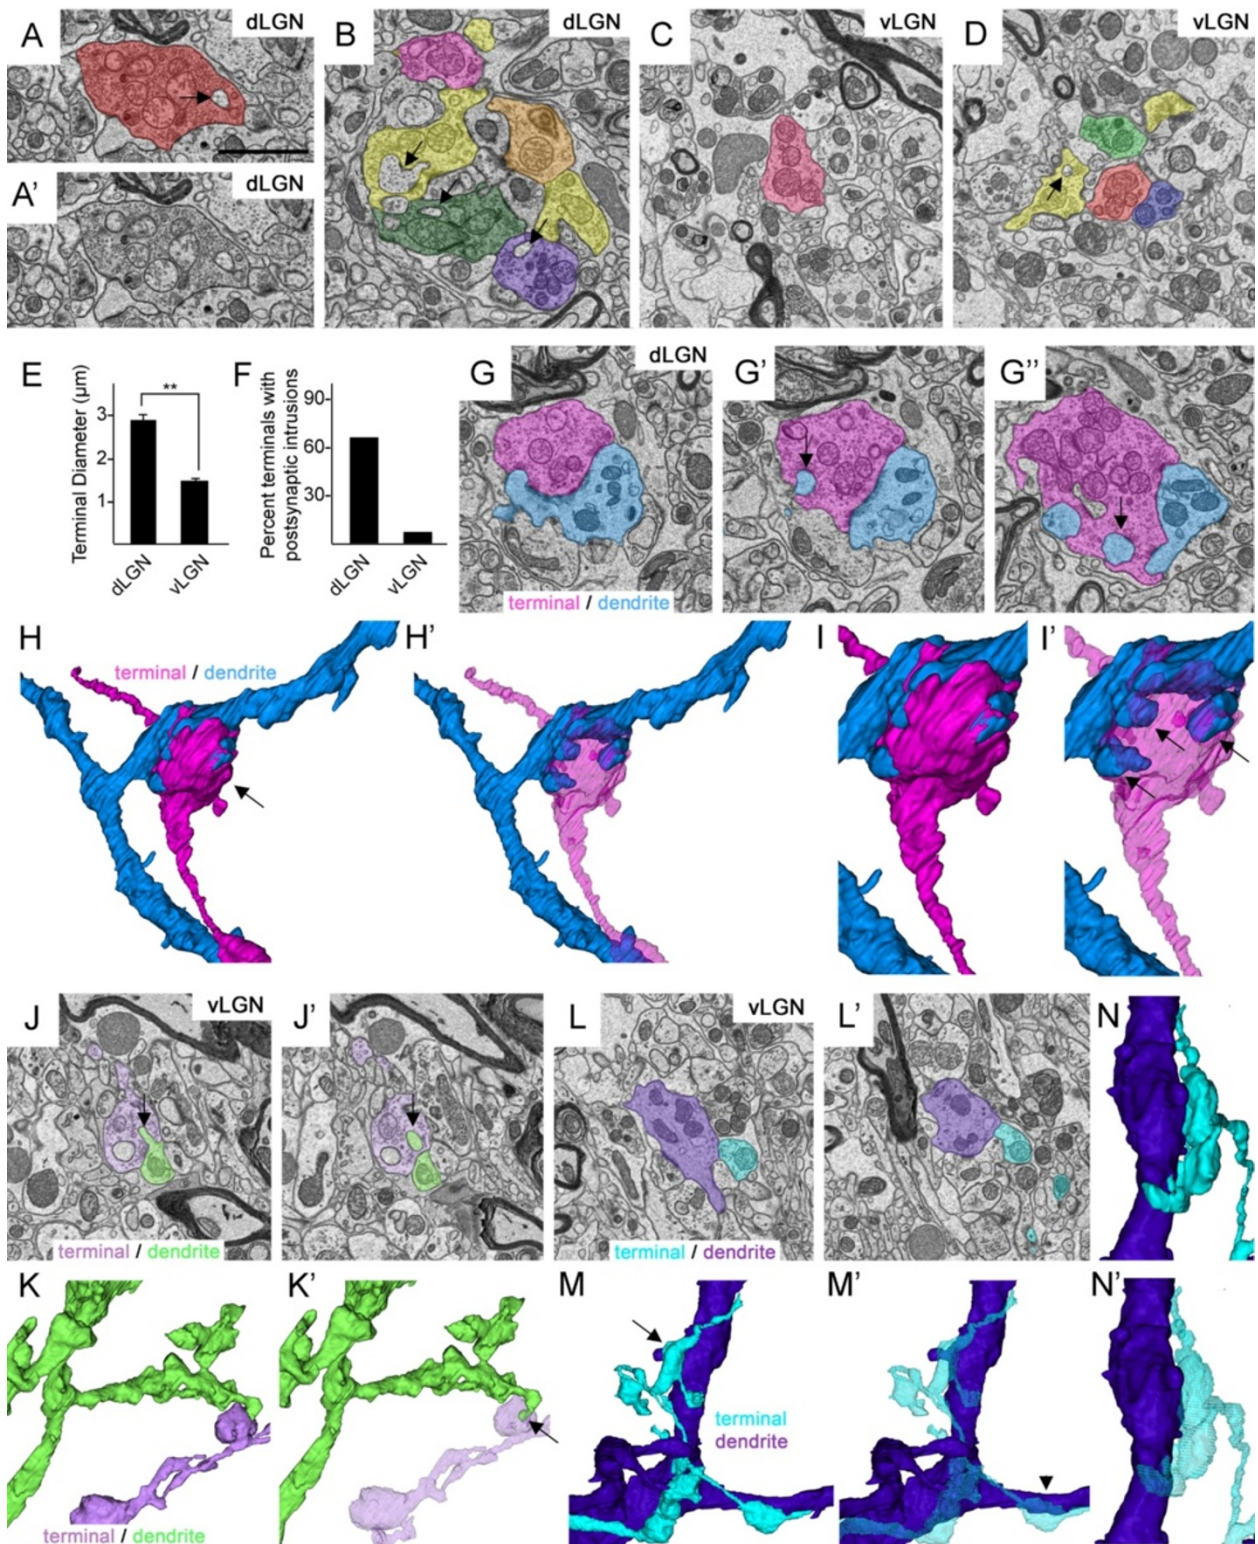 A
dLGN
B
dLGN
C
vLGN
D
vLGN
A'
dLGN
E
Terminal Diameter (µm)
3
2
1
**
dLGN
vLGN
F
Percent terminals with
postsynaptic intrusions
90
60
30
dLGN
vLGN
G
dLGN
terminal / dendrite
G'
G''
H
terminal / dendrite
H'
I
I'
J
vLGN
terminal / dendrite
J'
L
vLGN
terminal / dendrite
L'
N
K
terminal / dendrite
K'
M
terminal
dendrite
M'
N'